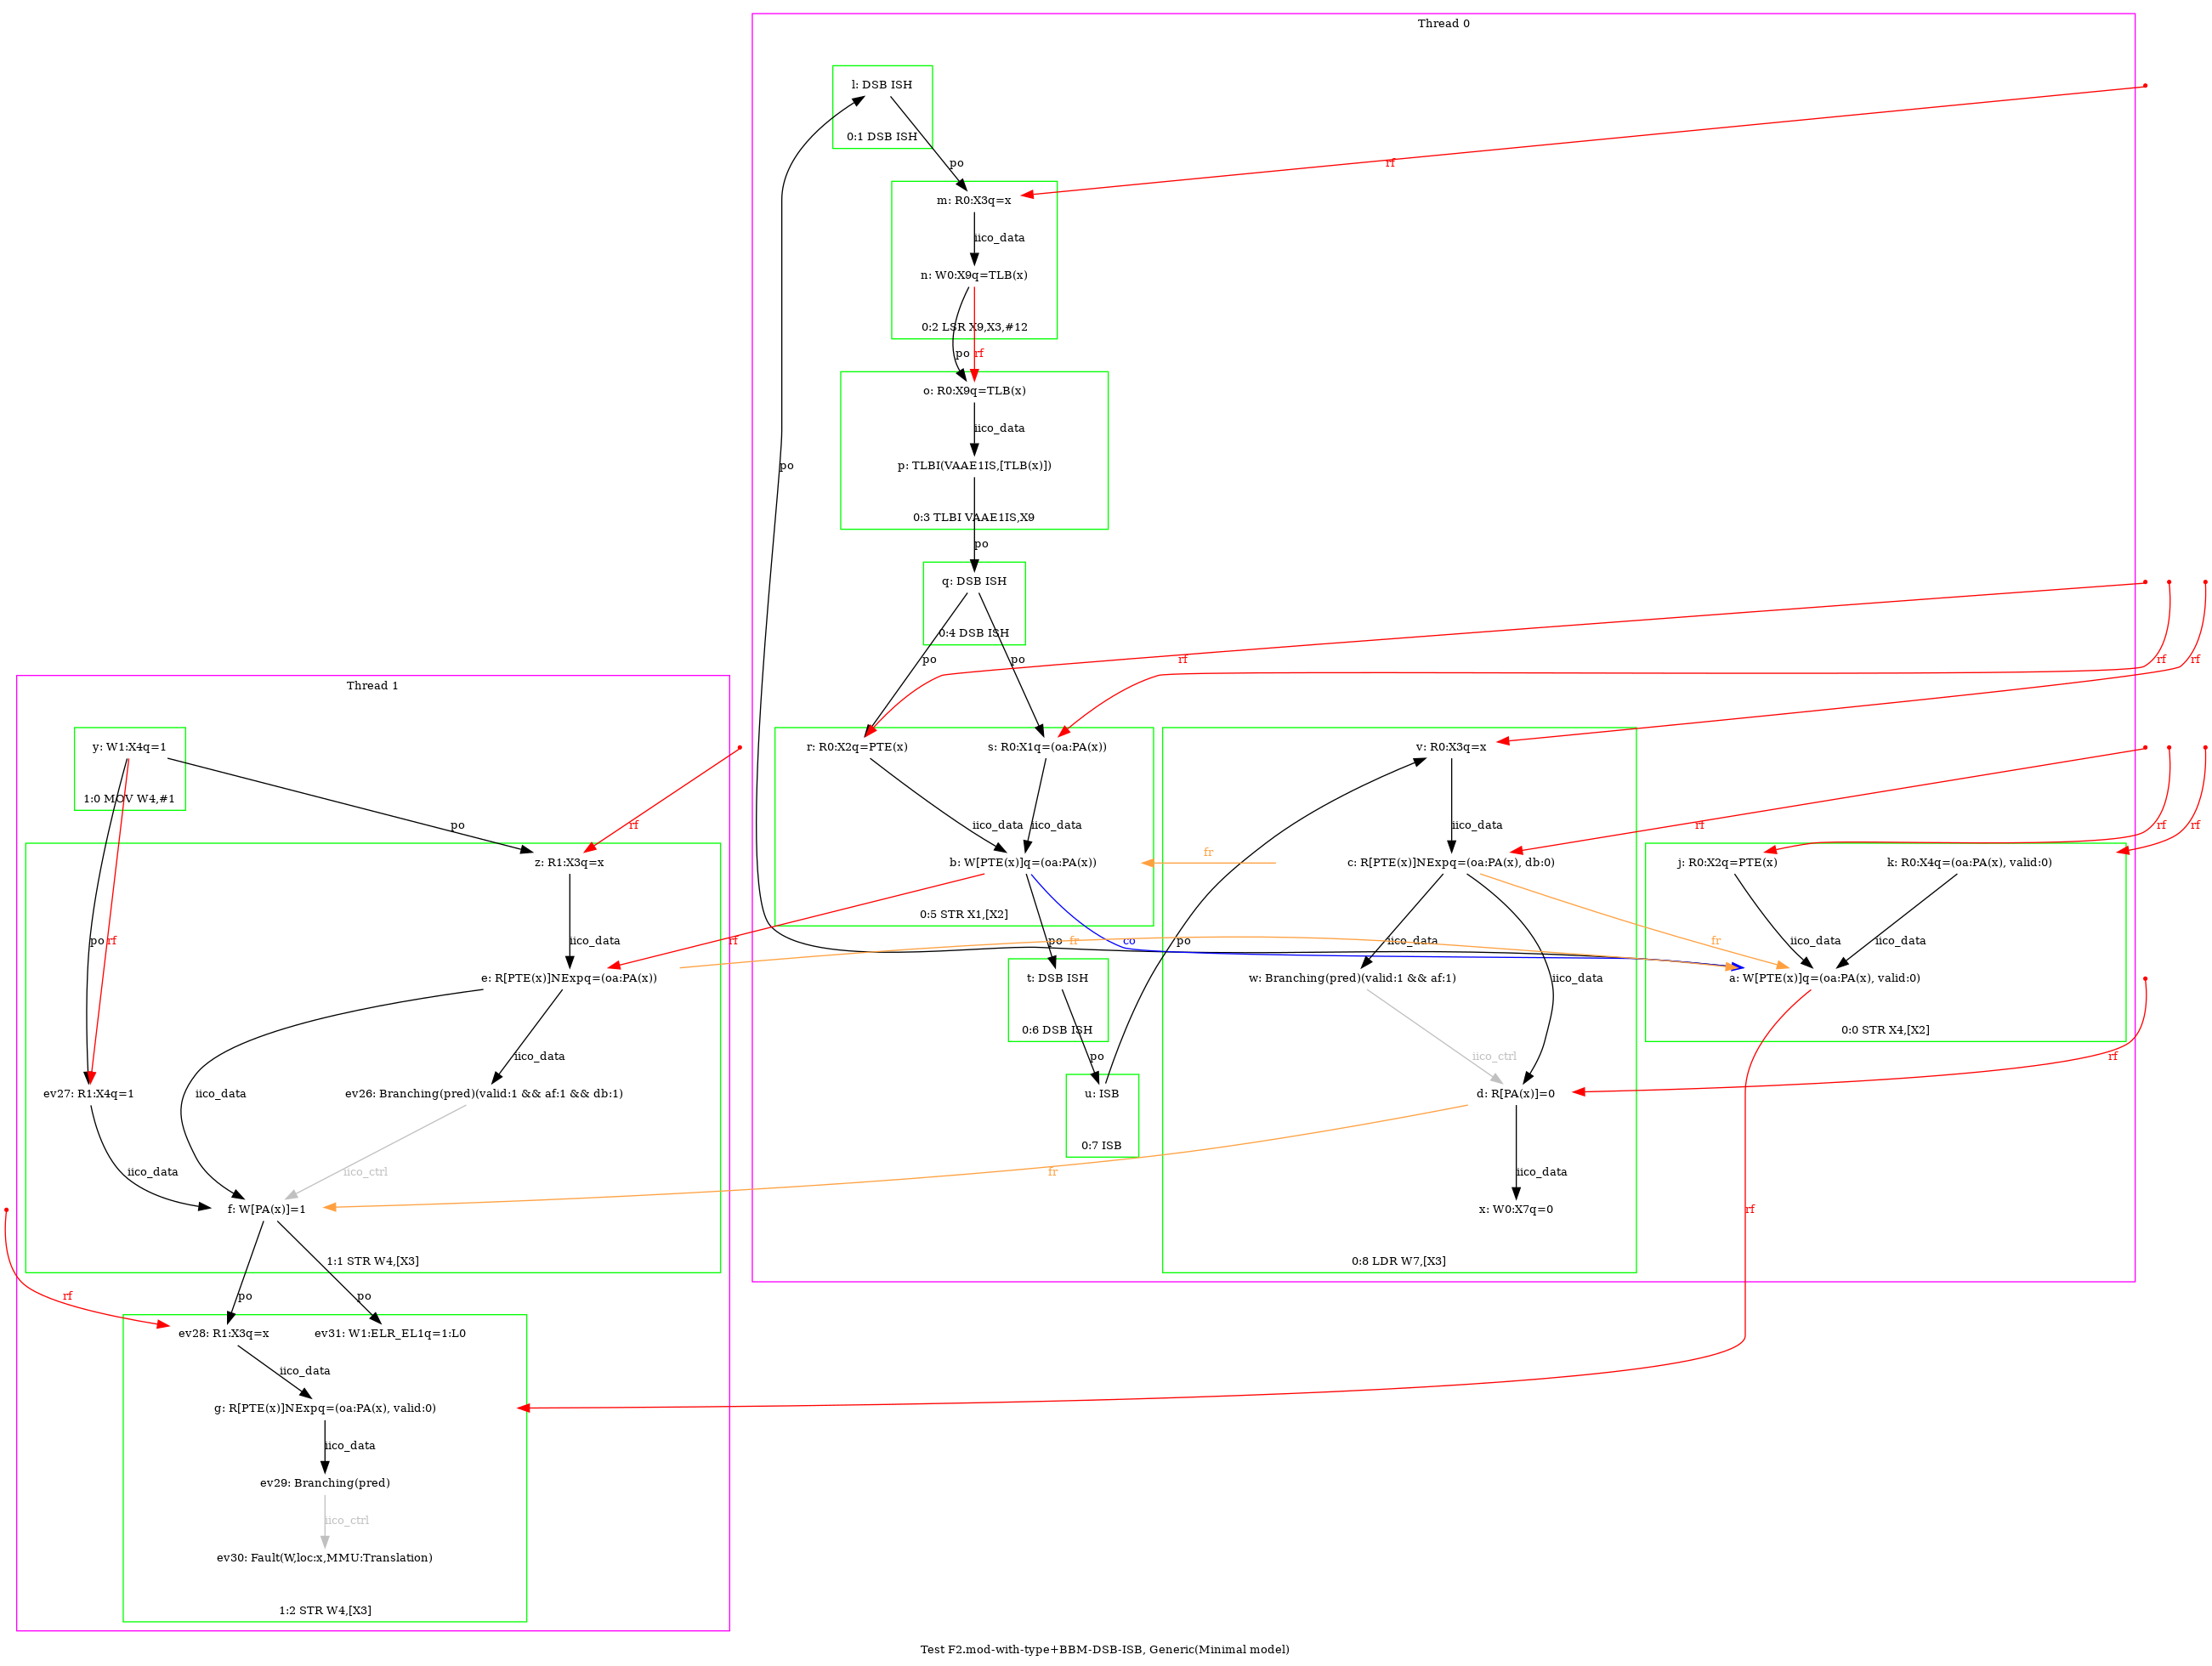 Thread 0
l: DSB ISH
0:1 DSB ISH
po
rf
m: R0:X3q=x
iico_data
n: W0:X9q=TLB(x)
0:2 LSR X9,X3,#12
po
rf
o: R0:X9q=TLB(x)
iico_data
po
p: TLBI(VAAE1IS,[TLB(x)])
0:3 TLBI VAAE1IS,X9
po
q: DSB ISH
0:4 DSB ISH
po
po
rf
rf
rf
Thread 1
y: W1:X4q=1
1:0 MOV W4,#1
po
rf
r: R0:X2q=PTE(x)
s: R0:X1q=(oa:PA(x))
iico_data
iico_data
v: R0:X3q=x
iico_data
rf
rf
rf
z: R1:X3q=x
b: W[PTE(x)]q=(oa:PA(x))
fr
c: R[PTE(x)]NExpq=(oa:PA(x), db:0)
j: R0:X2q=PTE(x)
k: R0:X4q=(oa:PA(x), valid:0)
0:5 STR X1,[X2]
po
rf
iico_data
rf
fr
po
co
po
iico_data
fr
iico_data
iico_data
e: R[PTE(x)]NExpq=(oa:PA(x))
t: DSB ISH
w: Branching(pred)(valid:1 && af:1)
iico_data
a: W[PTE(x)]q=(oa:PA(x), valid:0)
0:6 DSB ISH
0:0 STR X4,[X2]
iico_data
po
iico_ctrl
rf
ev27: R1:X4q=1
iico_data
ev26: Branching(pred)(valid:1 && af:1 && db:1)
u: ISB
d: R[PA(x)]=0
0:7 ISB
iico_data
iico_ctrl
fr
iico_data
f: W[PA(x)]=1
x: W0:X7q=0
rf
1:1 STR W4,[X3]
0:8 LDR W7,[X3]
rf
po
po
ev28: R1:X3q=x
ev31: W1:ELR_EL1q=1:L0
iico_data
g: R[PTE(x)]NExpq=(oa:PA(x), valid:0)
iico_data
ev29: Branching(pred)
iico_ctrl
ev30: Fault(W,loc:x,MMU:Translation)
1:2 STR W4,[X3]
Test F2.mod-with-type+BBM-DSB-ISB, Generic(Minimal model)